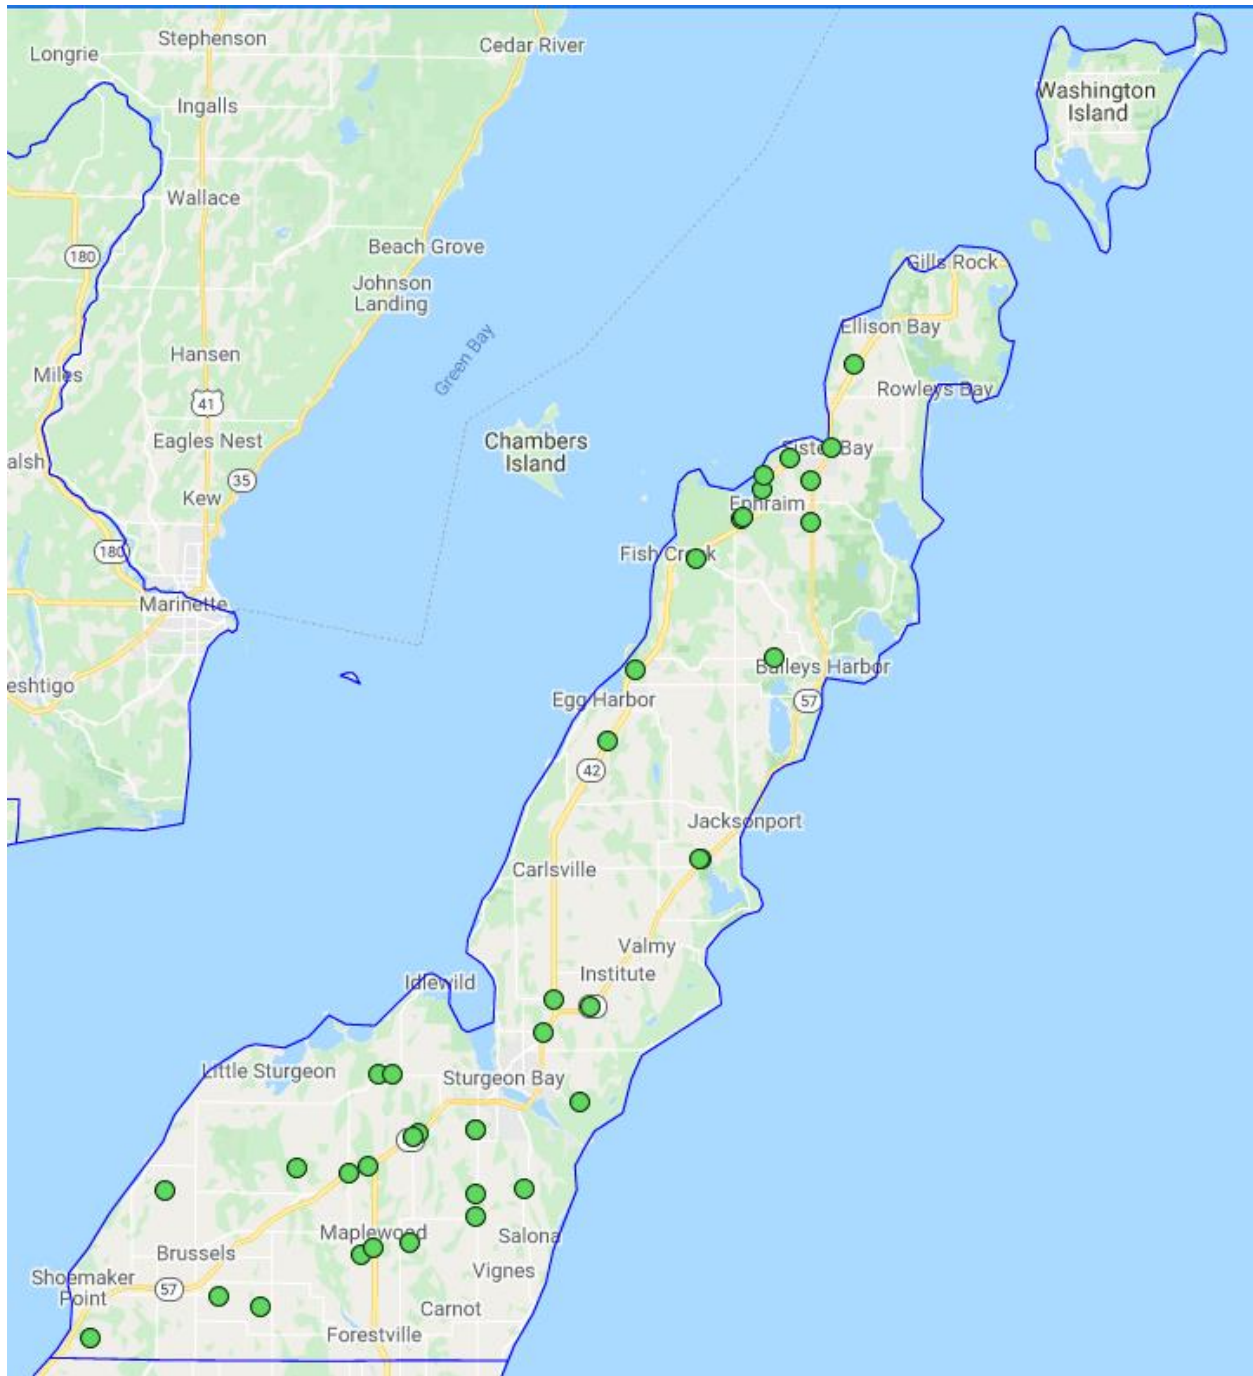 Stephenson
Cedar River
Longrie
Washington
Island
Ingalls
Wallace
Beach Grove
180
Gills Rock
Johnson
Landing
Ellison Bay
Green Bay
Hansen
Miles
Rowleys Bay
41
Eagles Nest
Chambers
Island
Sister Bay
alsh
35
Kew
Ephraim
180
Fish Creek
Marinette
Baileys Harbor
eshtigo
Egg Harbor
57
42
Jacksonport
Carlsville
Valmy
Institute
Idlewild
Little Sturgeon
Sturgeon Bay
Maplewood
Salona
Brussels
Vignes
Shoemaker
Point
57
Carnot
Forestville